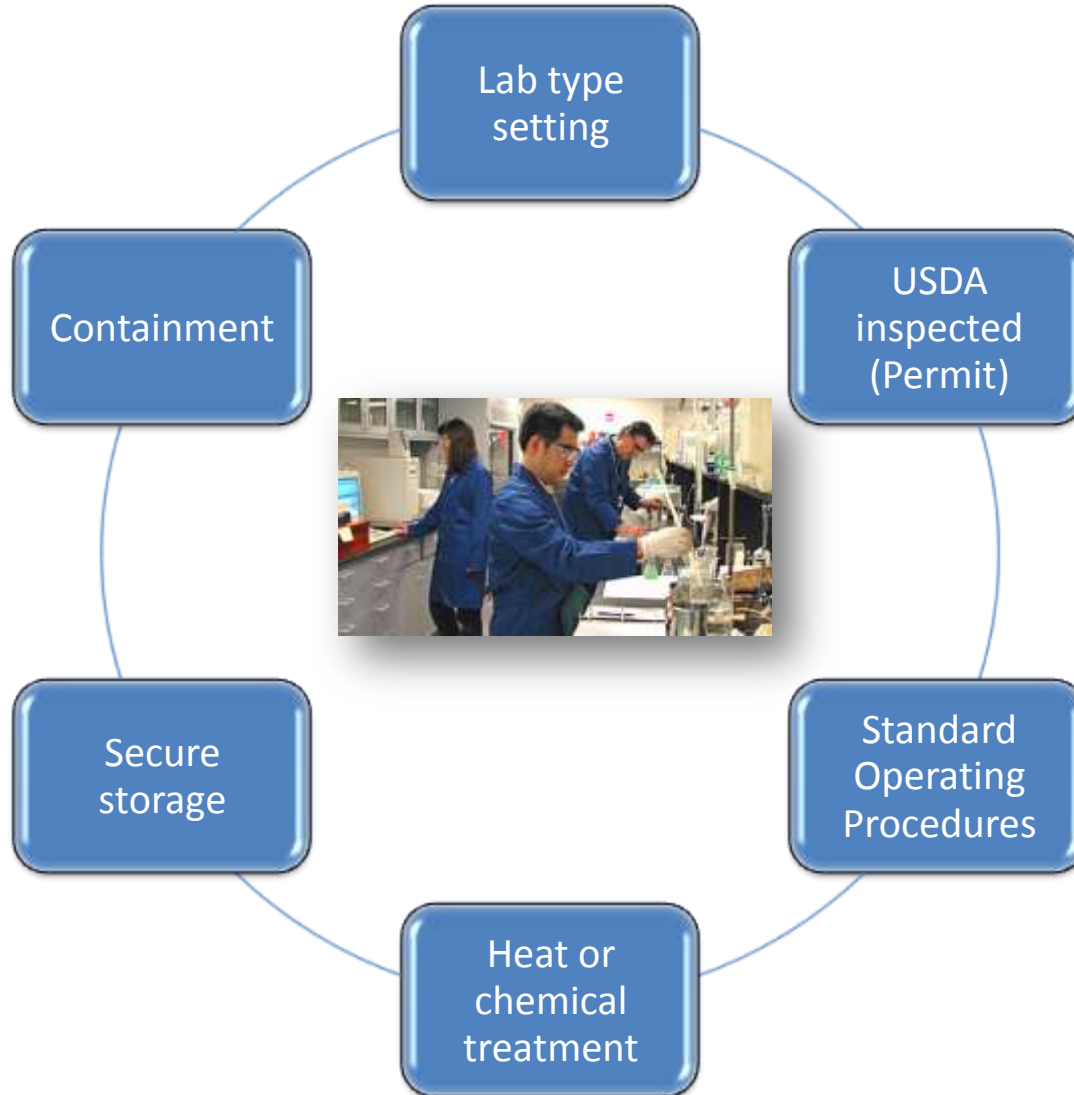 Lab type
setting
USDA
inspected
(Permit)
Standard
Operating
Procedures
Heat or
chemical
treatment
Secure
storage
Containment